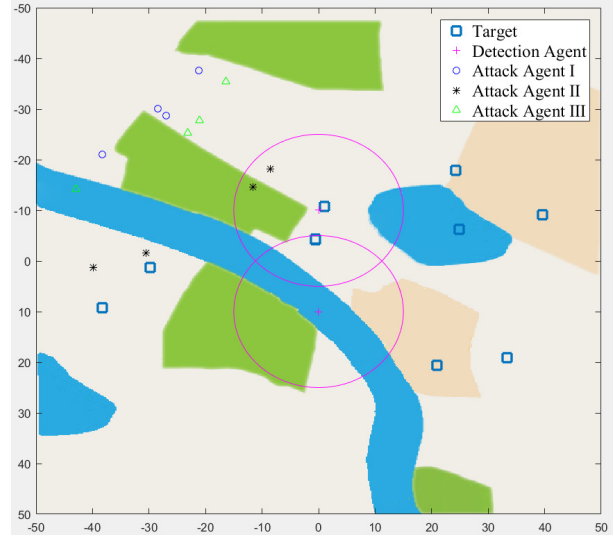 -50
-40
-30
-20
-10
0
10
20
30
40
50
Target
Detection Agent
Attack Agent I
Attack Agent II
Attack Agent III
-50 -40 -30 -20 -10 0 10 20 30 40 50